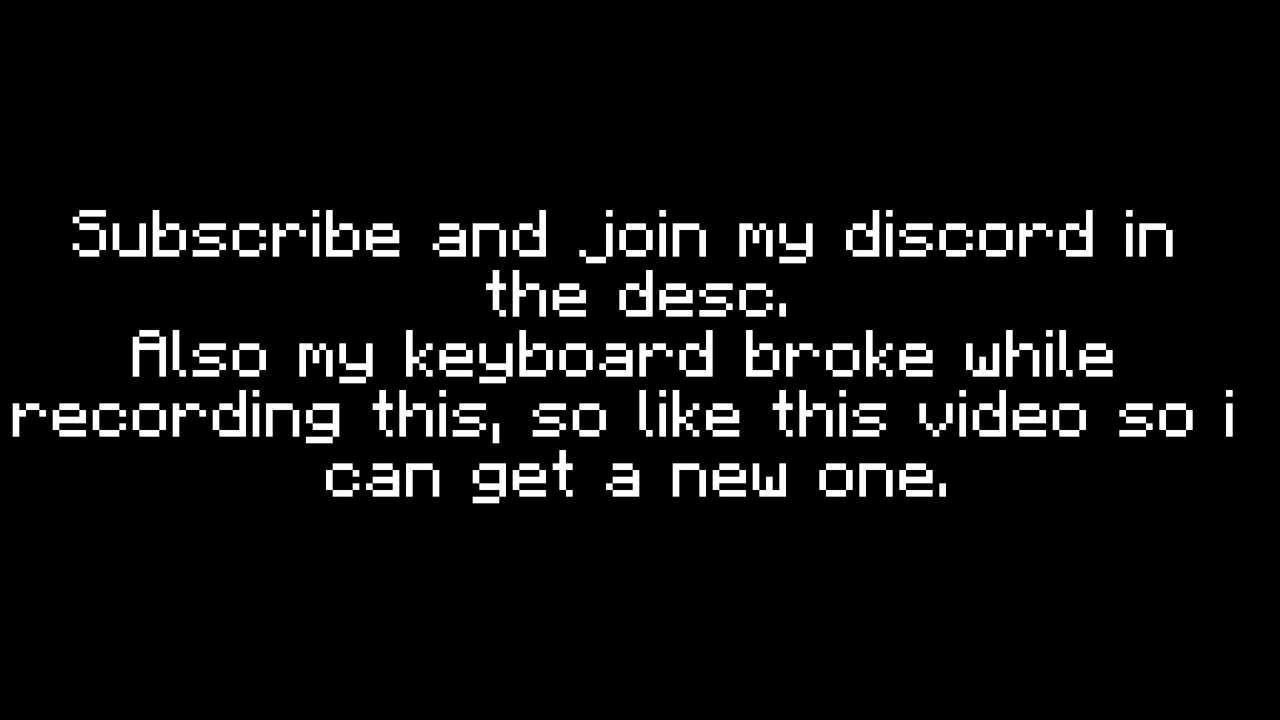 Subscribe and join my discord in
the desc.
Also my keyboard broke while
recording this, so like this video so i
can get a new one.